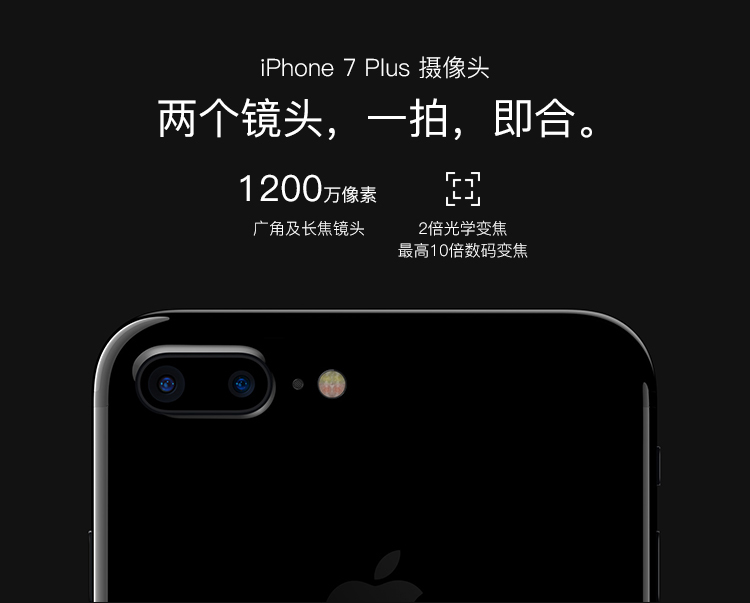 iPhone 7 Plus 摄像头
两个镜头，一拍，即合。
1200万像素
广角及长焦镜头
2倍光学变焦
最高10倍数码变焦